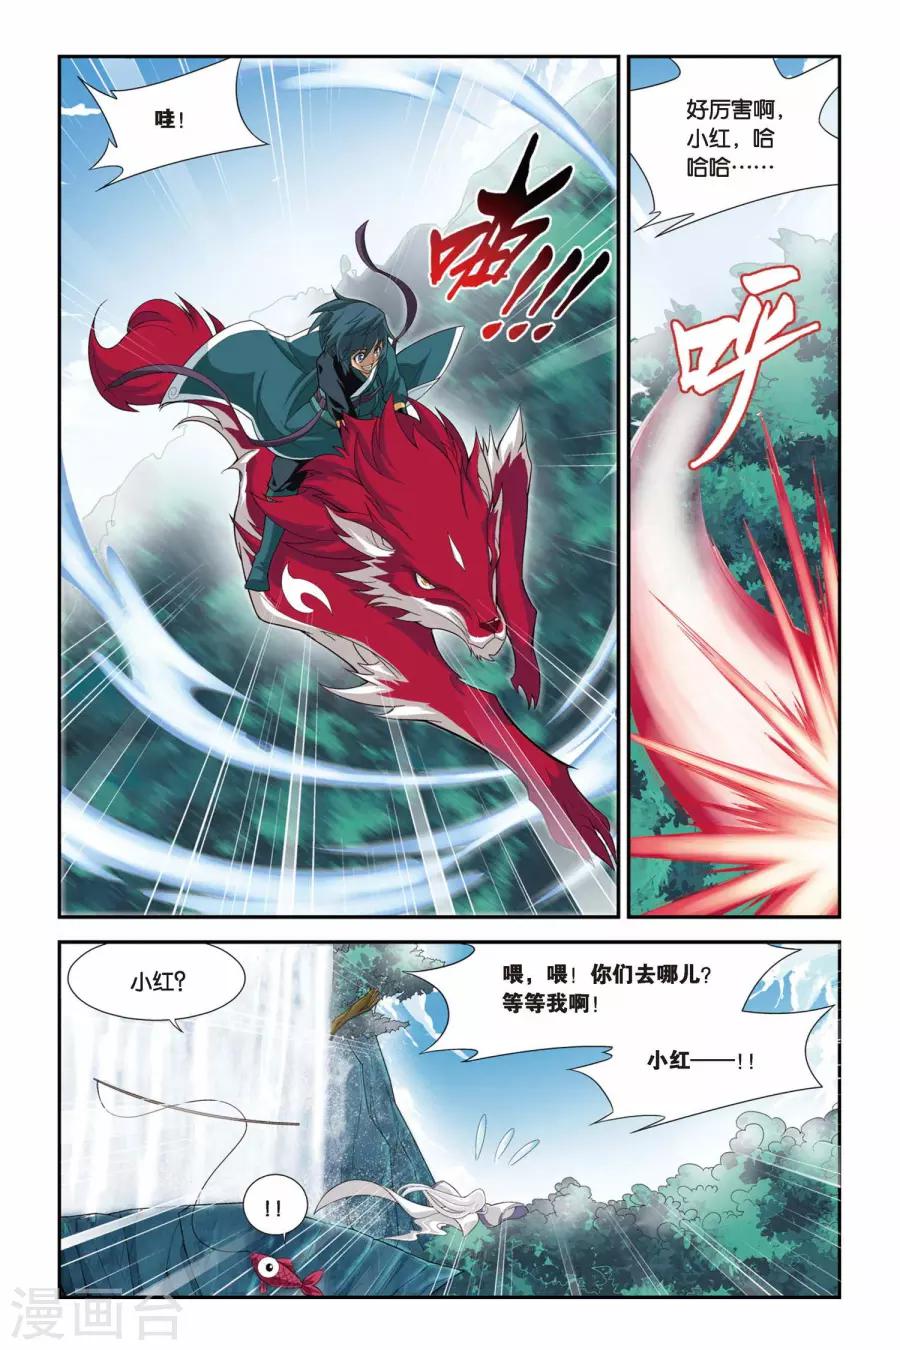 哇！
嘭!!!
好厉害啊，
小红，哈
哈哈……
呼
小红？
喂，喂！你们去哪儿？
等等我啊！
小红——！！
！！
漫画台